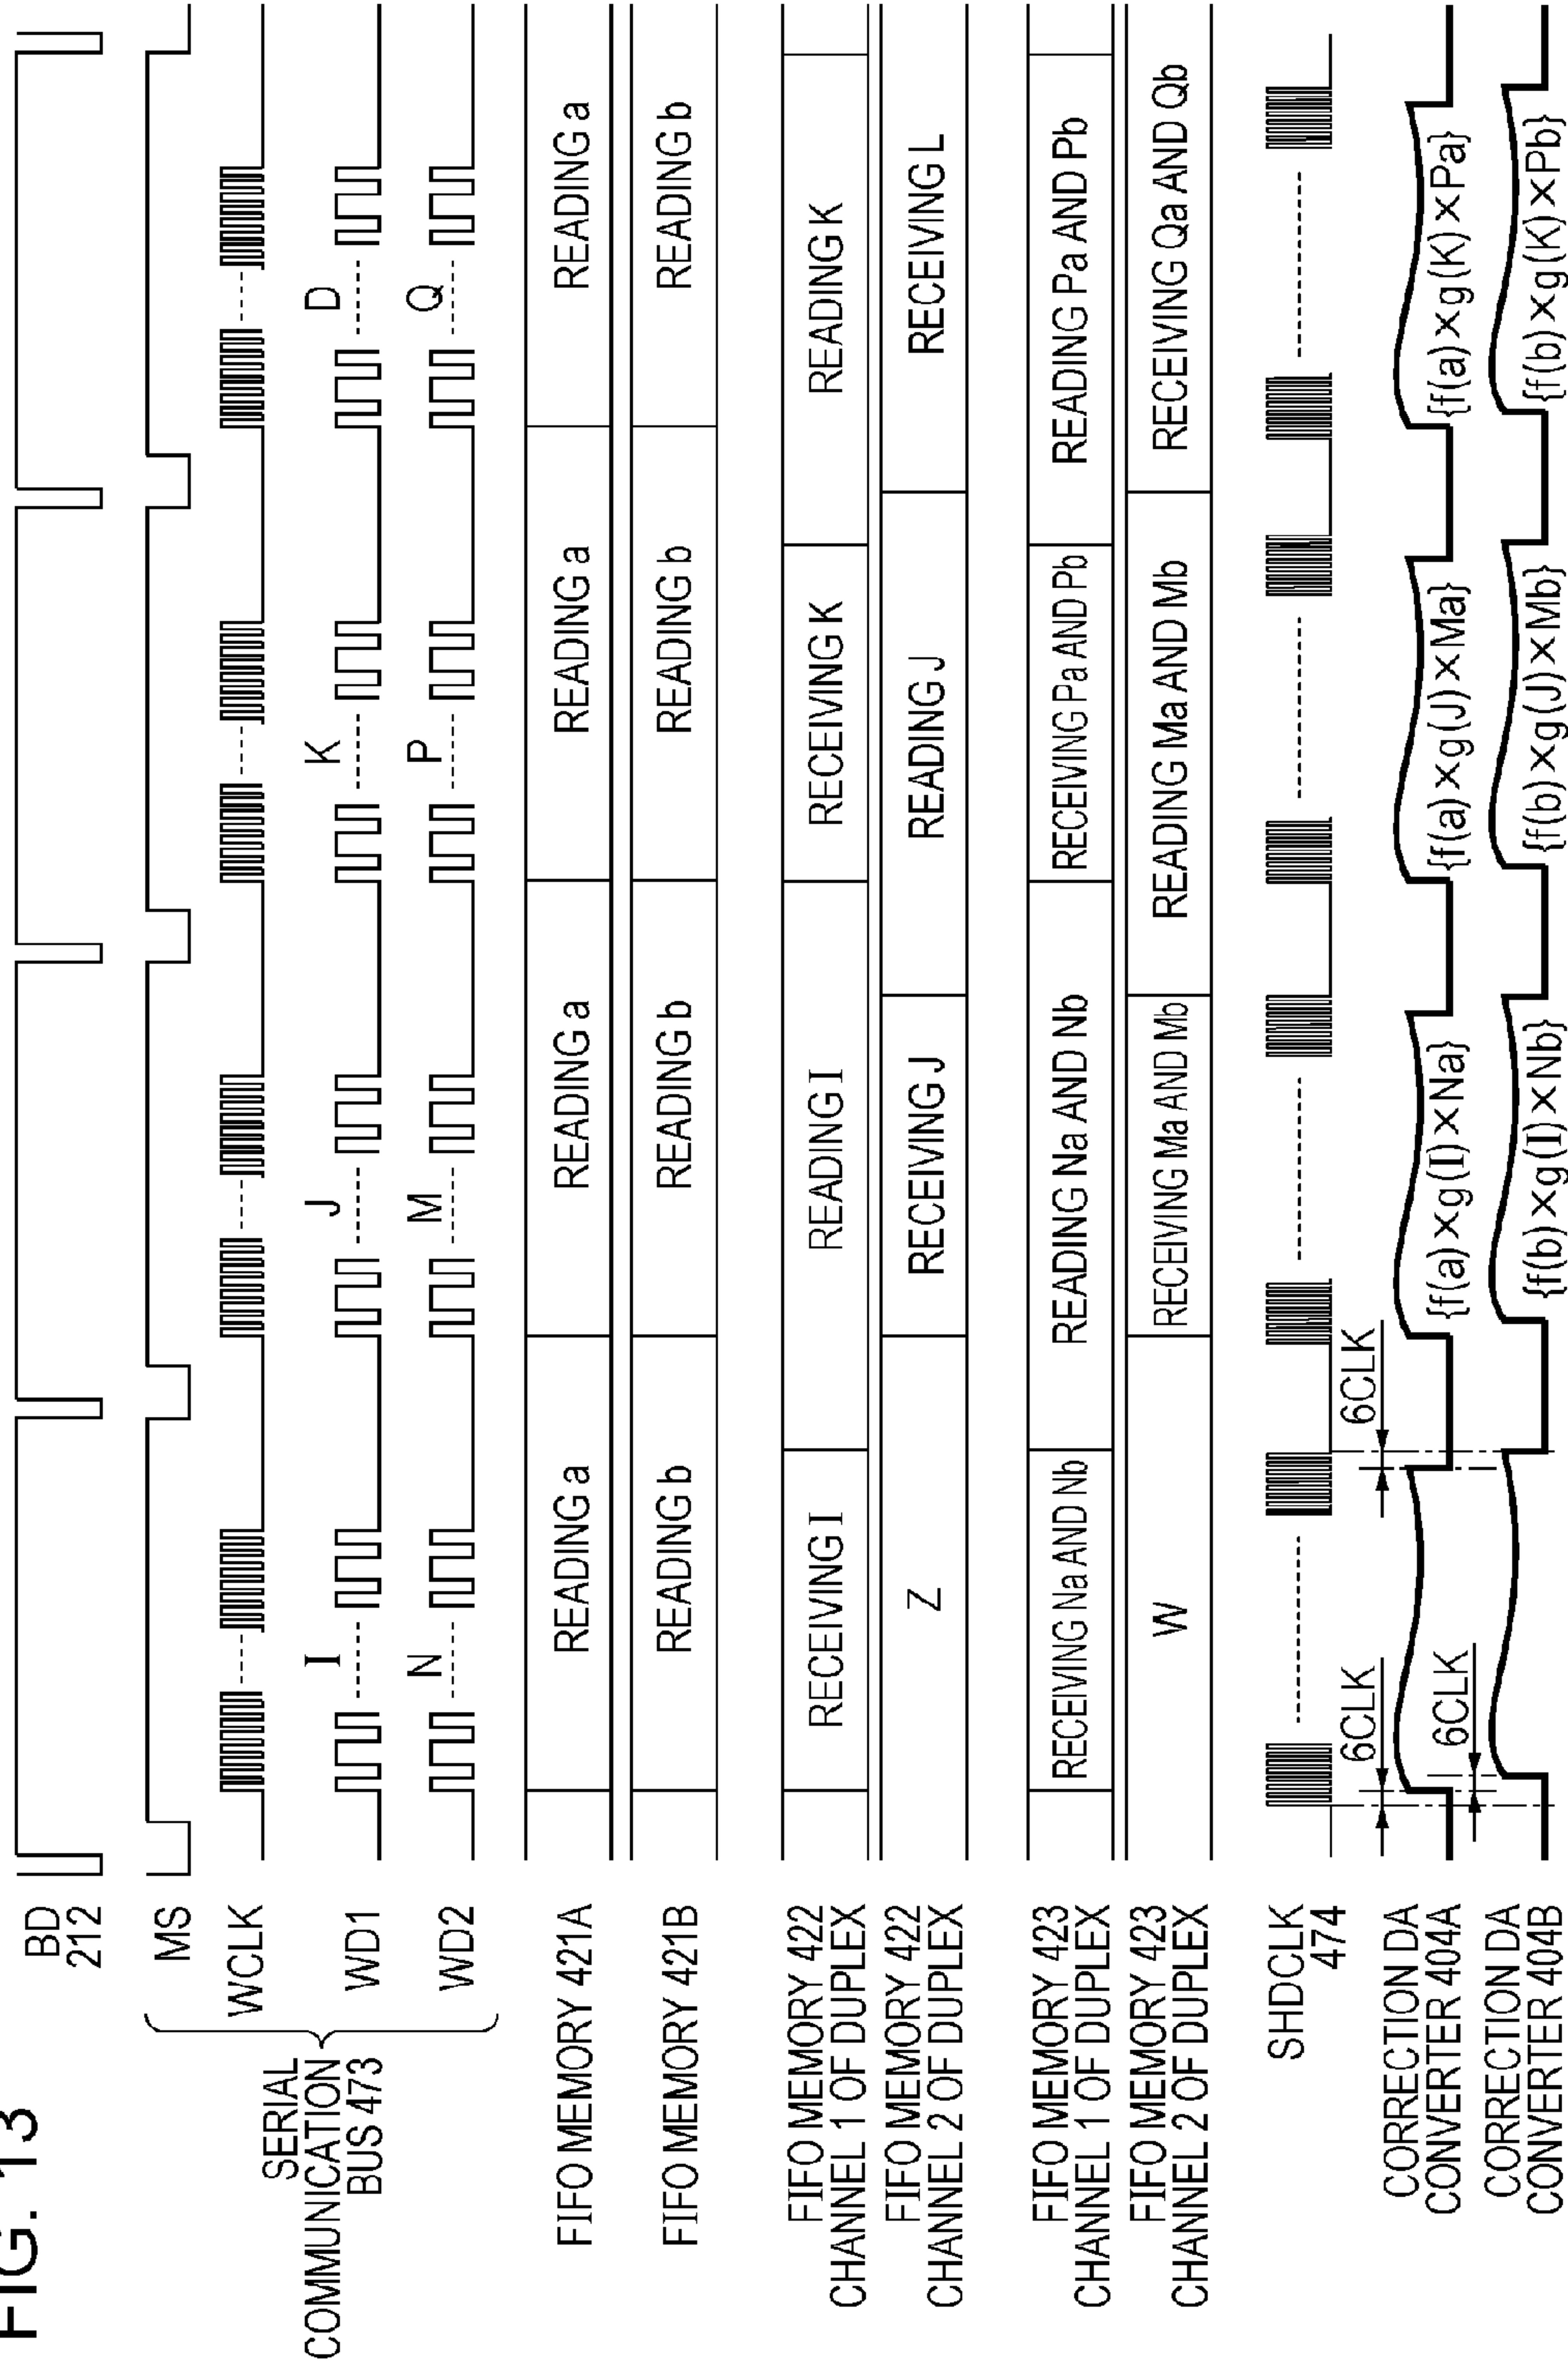 FIG. 13
BD
212
SERIAL
COMMUNICATION
BUS 473
MS
WCLK
WD1
I
J
K
D
WD2
N
M
P
Q
FIFO MEMORY 421A
READING a
READING a
READING a
READING a
FIFO MEMORY 421B
READING b
READING b
READING b
READING b
FIFO MEMORY 422
CHANNEL 1 OF DUPLEX
RECEIVING I
READING I
RECEIVING K
READING K
FIFO MEMORY 422
CHANNEL 2 OF DUPLEX
Z
RECEIVING J
READING J
RECEIVING L
FIFO MEMORY 423
CHANNEL 1 OF DUPLEX
RECEIVING Na AND Nb
READING Na AND Nb
RECEIVING Pa AND Pb
READING Pa AND Pb
FIFO MEMORY 423
CHANNEL 2 OF DUPLEX
W
RECEIVING Ma AND Mb
READING Ma AND Mb
RECEIVING Qa AND Qb
SHDCLK
474
6CLK
6CLK
CORRECTION DA
CONVERTER 404A
{f(a)×g(I)×Na}
{f(a)×g(J)×Ma}
{f(a)×g(K)×Pa}
6CLK
CORRECTION DA
CONVERTER 404B
{f(b)×g(I)×Nb}
{f(b)×g(J)×Mb}
{f(b)×g(K)×Pb}